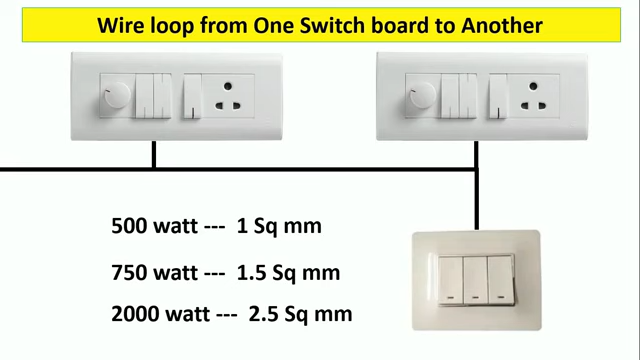 Wire loop from One Switch board to Another
500 watt --- 1 Sq mm
750 watt --- 1.5 Sq mm
2000 watt --- 2.5 Sq mm